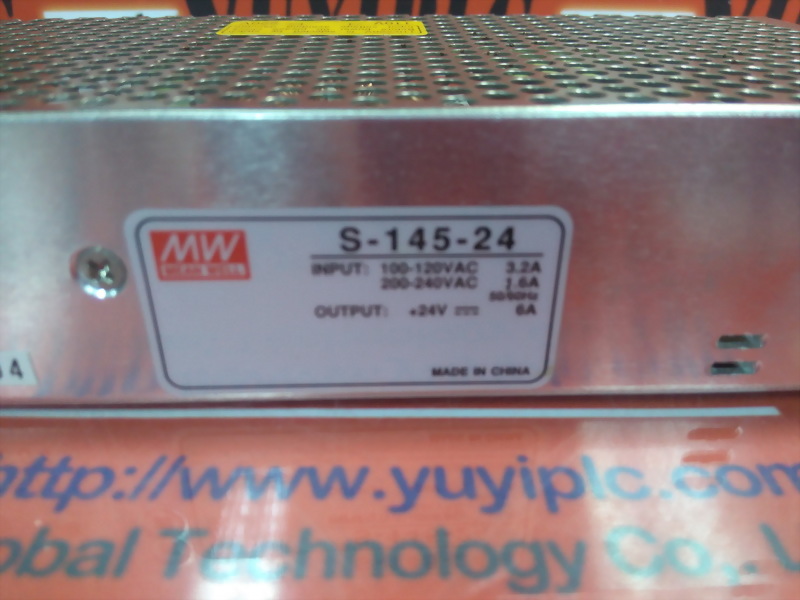 MW
MEAN WELL
S-145-24
INPUT: 100-120VAC 3.2A
200-240VAC 1.6A
50/60Hz
OUTPUT: +24V 6A
MADE IN CHINA
http://www.yuyiplc.com
obal Technology Co,. L